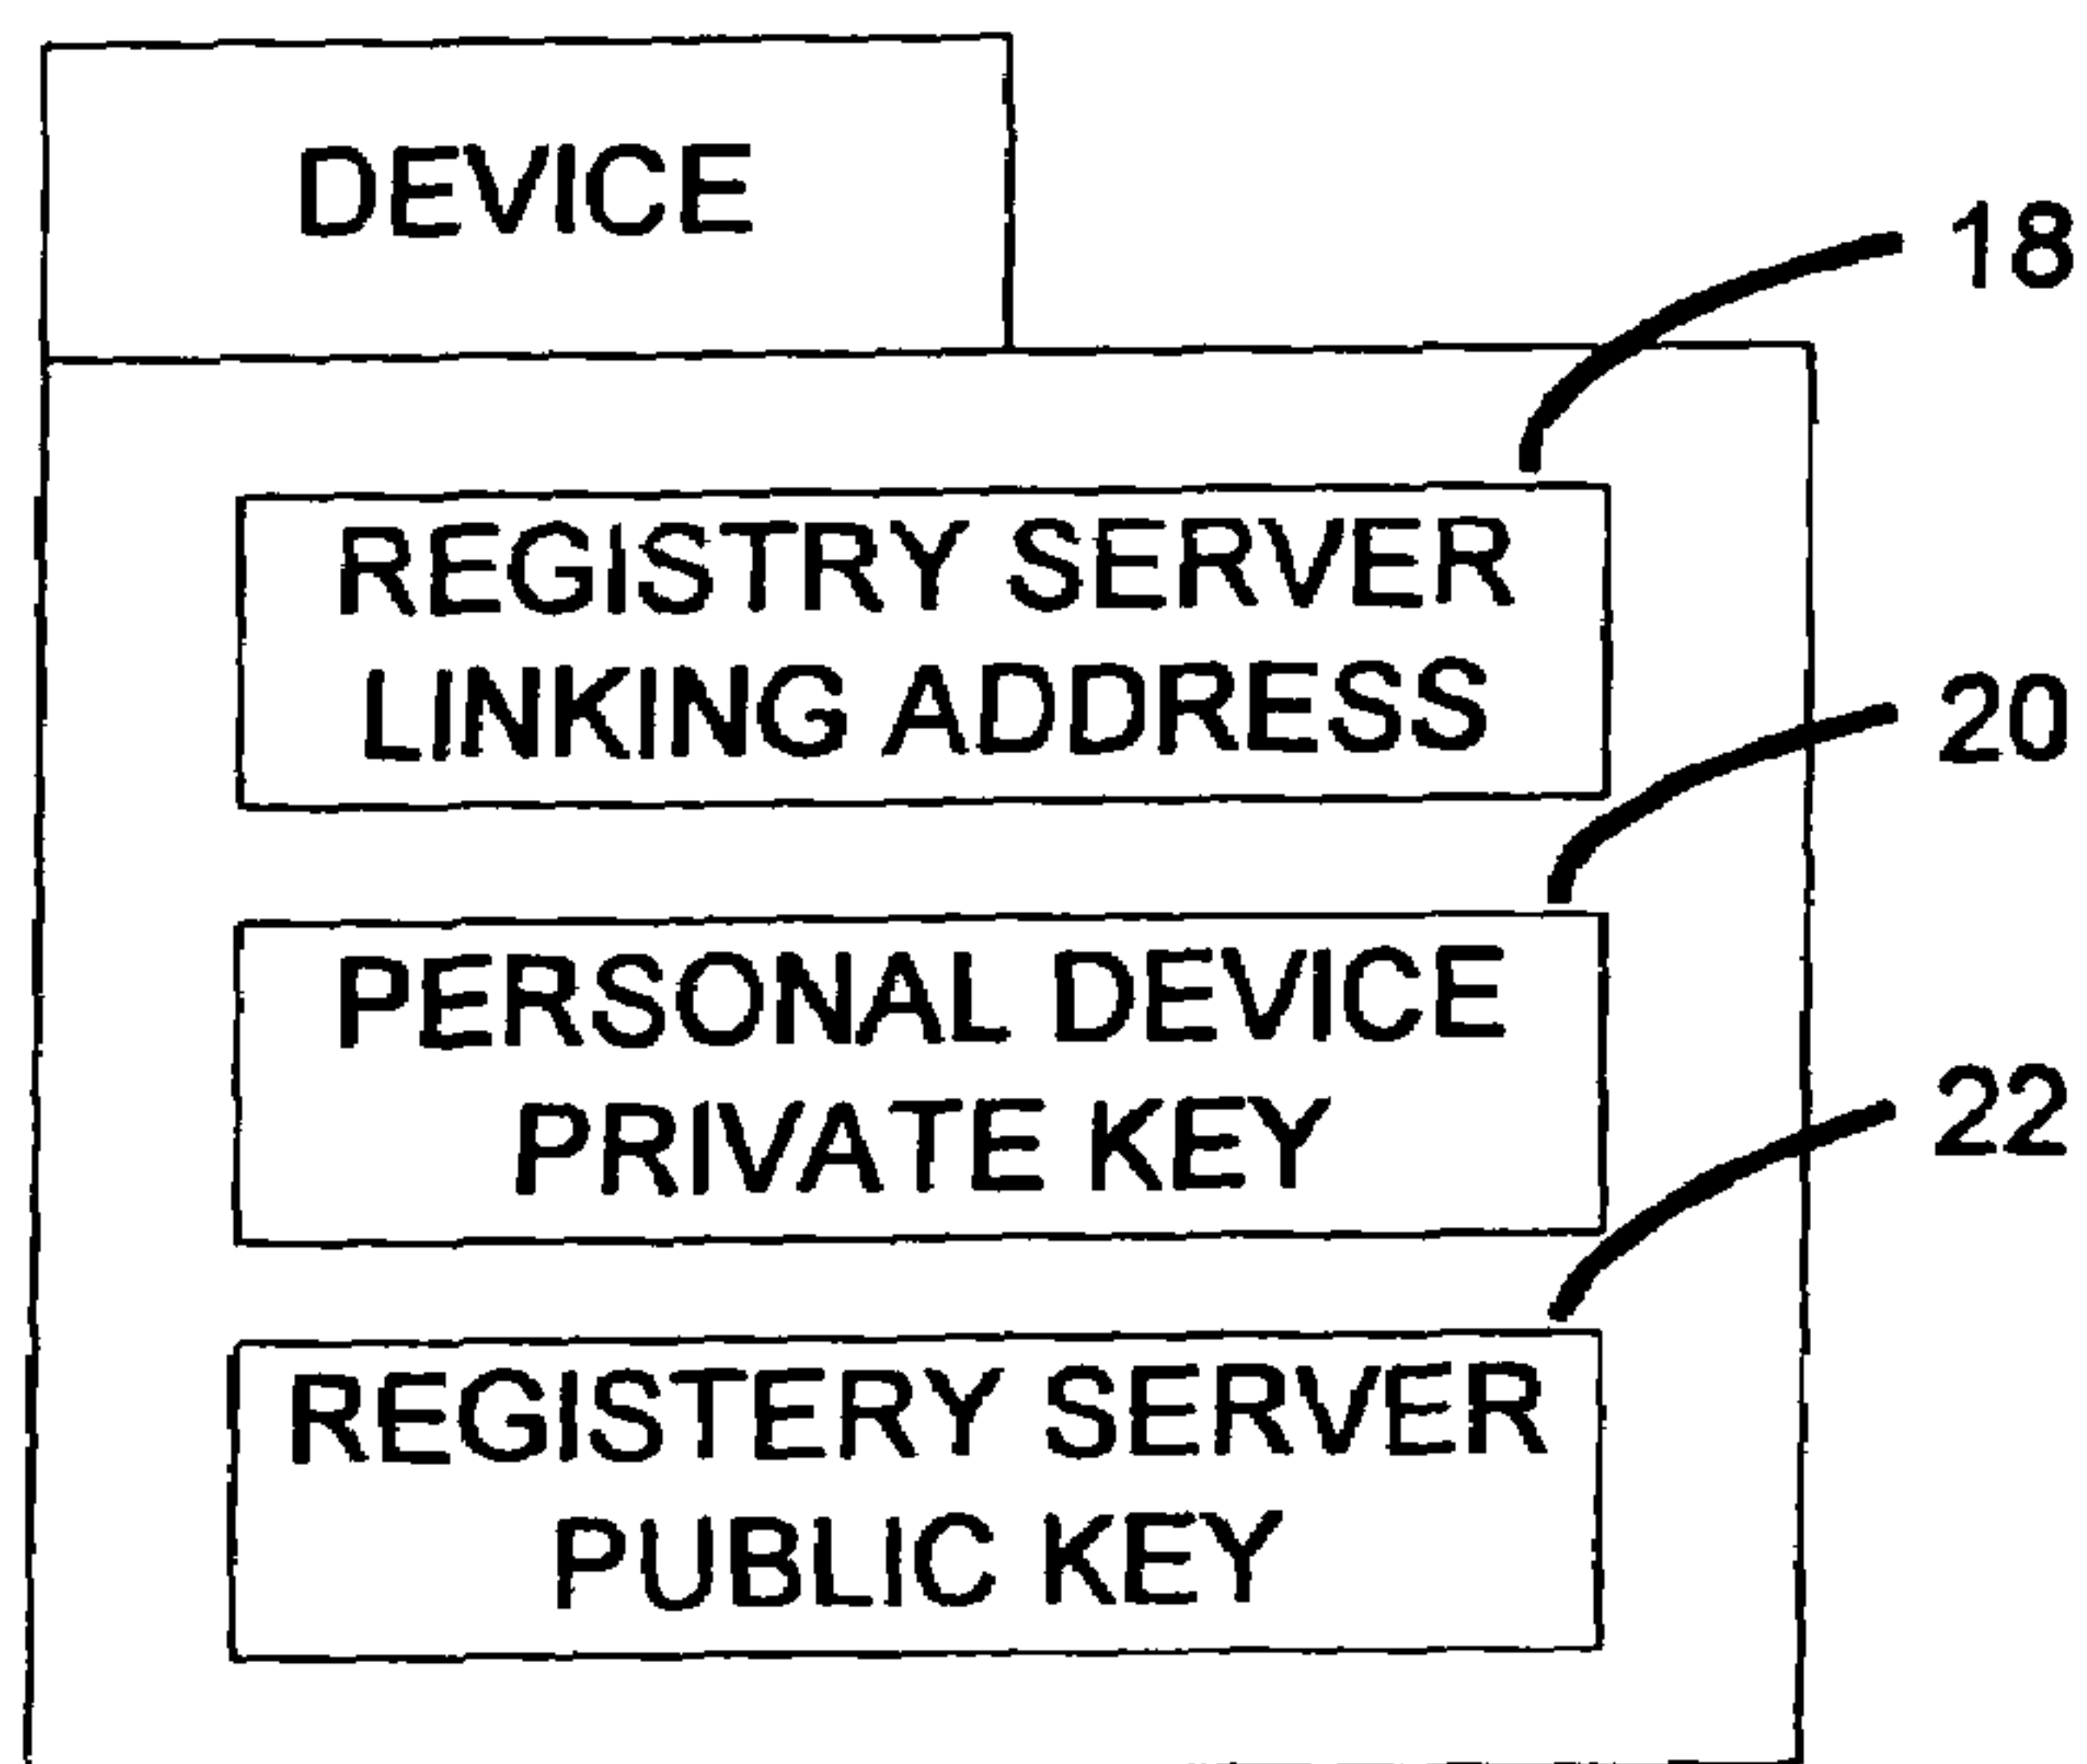 DEVICE
18
REGISTRY SERVER
LINKING ADDRESS
20
PERSONAL DEVICE
PRIVATE KEY
22
REGISTERY SERVER
PUBLIC KEY